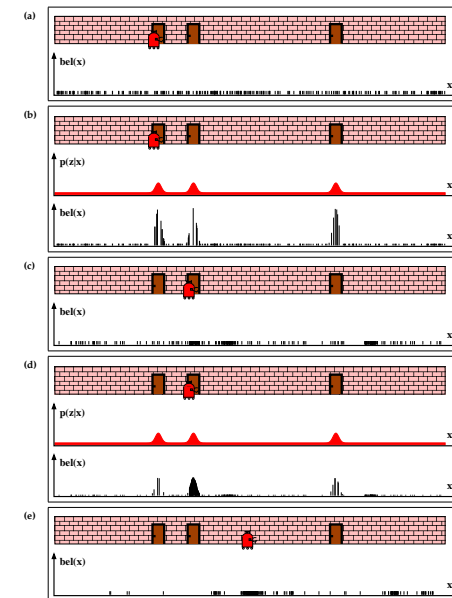 (a)
bel(x)
x
(b)
p(z|x)
x
bel(x)
x
(c)
bel(x)
x
(d)
p(z|x)
x
bel(x)
x
(e)
bel(x)
x